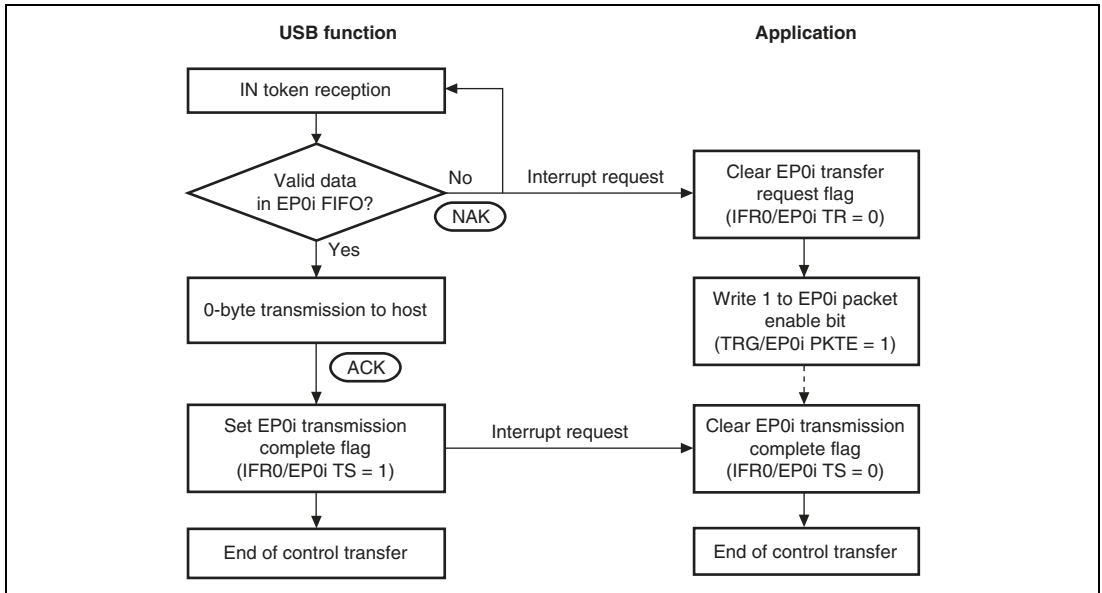 USB function
Application
IN token reception
Valid data
in EP0i FIFO?
No
NAK
Interrupt request
Clear EP0i transfer
request flag
(IFR0/EP0i TR = 0)
Yes
0-byte transmission to host
Write 1 to EP0i packet
enable bit
(TRG/EP0i PKTE = 1)
ACK
Set EP0i transmission
complete flag
(IFR0/EP0i TS = 1)
Interrupt request
Clear EP0i transmission
complete flag
(IFR0/EP0i TS = 0)
End of control transfer
End of control transfer